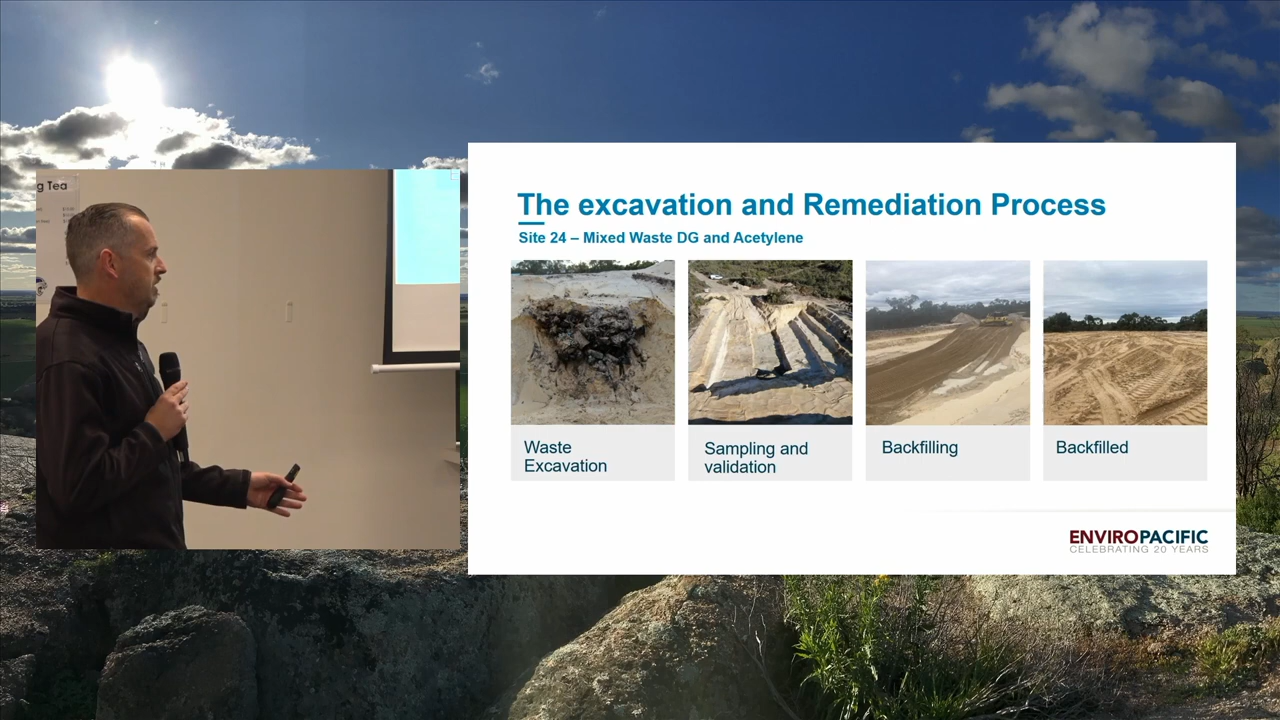 g Tea
The excavation and Remediation Process
Site 24 – Mixed Waste DG and Acetylene
Waste
Excavation
Sampling and
validation
Backfilling
Backfilled
ENVIROPACIFIC
CELEBRATING 20 YEARS